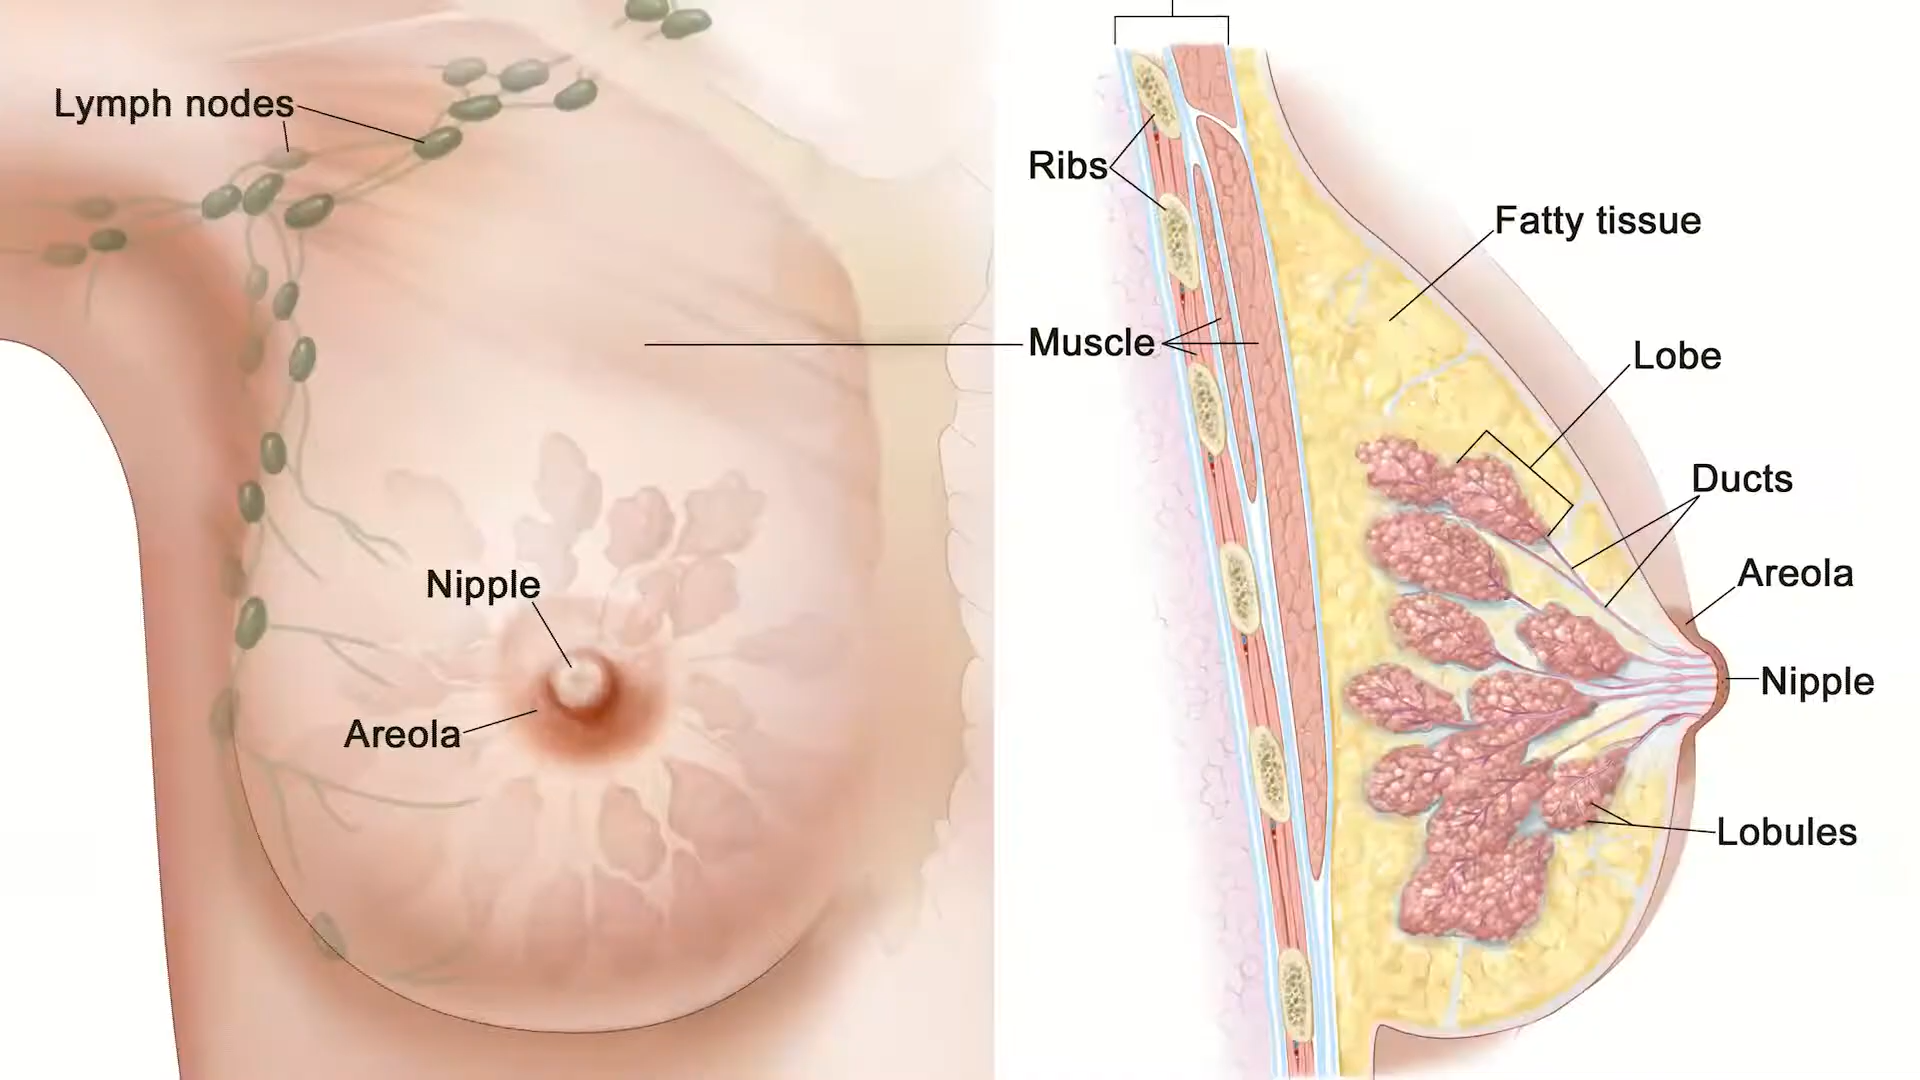 Lymph nodes
Nipple
Areola
Ribs
Muscle
Fatty tissue
Lobe
Ducts
Areola
Nipple
Lobules